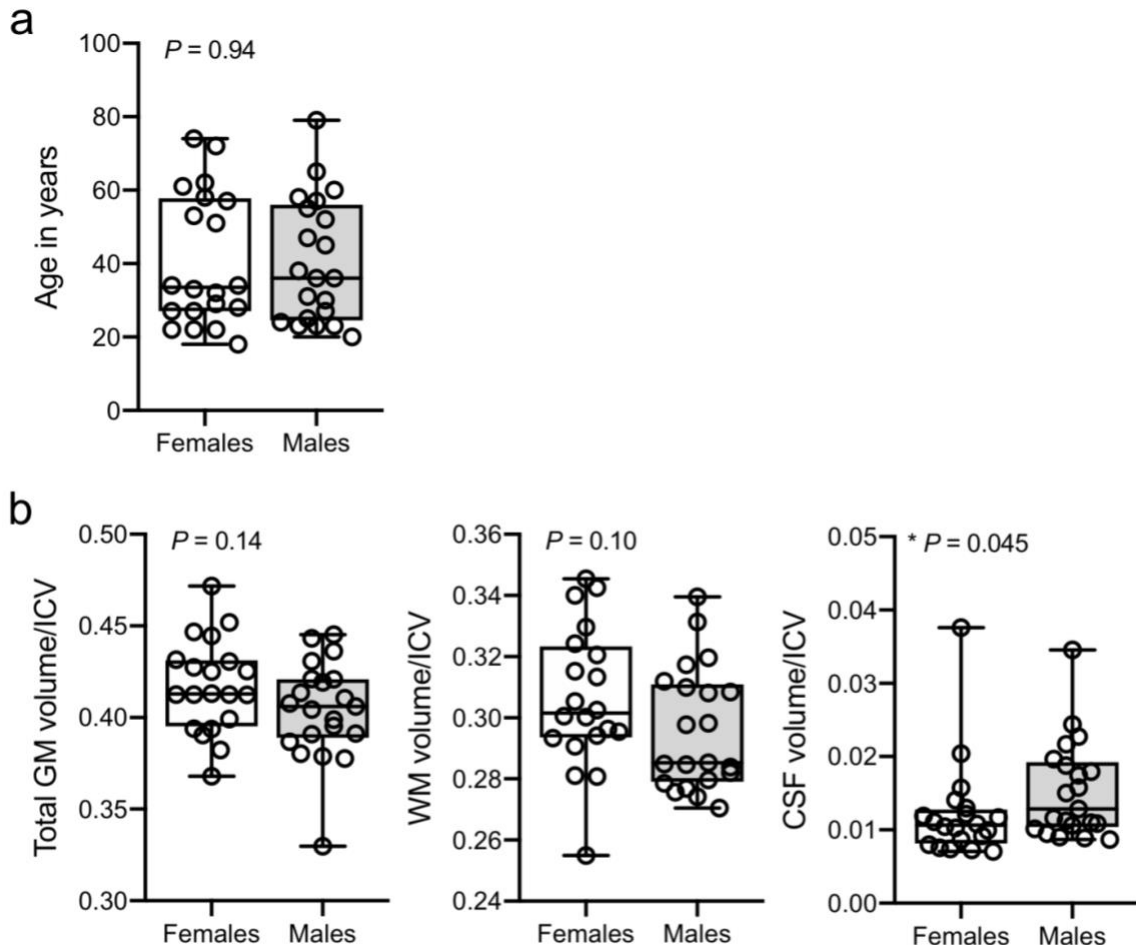 a
P = 0.94
Age in years
100
80
60
40
20
0
Females Males
b
P = 0.14
Total GM volume/ICV
0.50
0.45
0.40
0.35
0.30
Females Males
P = 0.10
WM volume/ICV
0.36
0.34
0.32
0.30
0.28
0.26
0.24
Females Males
* P = 0.045
CSF volume/ICV
0.05
0.04
0.03
0.02
0.01
0.00
Females Males